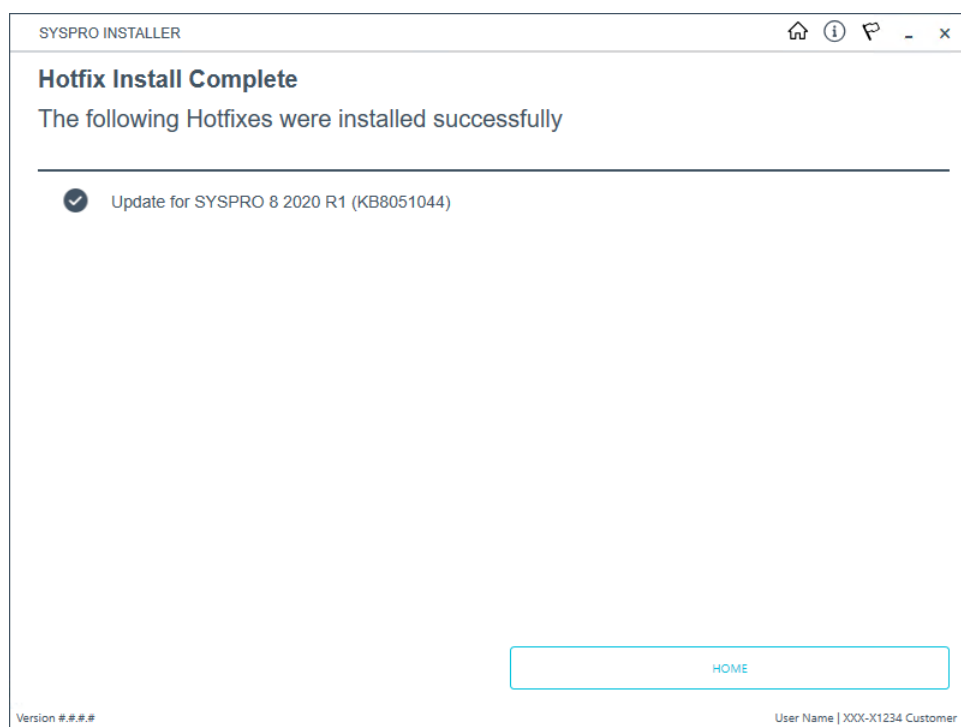 SYSPRO INSTALLER
Hotfix Install Complete
The following Hotfixes were installed successfully
Update for SYSPRO 8 2020 R1 (KB8051044)
HOME
Version #.#.#.#
User Name | XXX-X1234 Customer